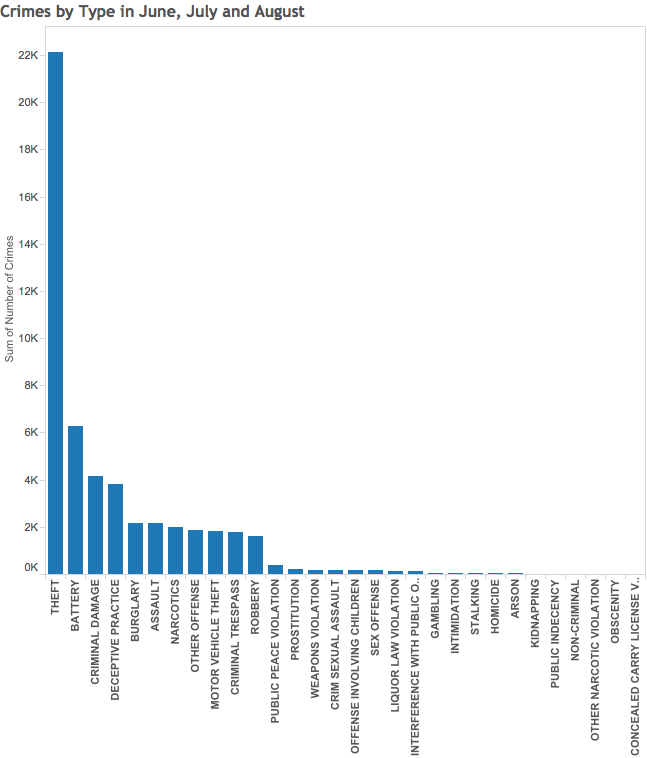 Crimes by Type in June, July and August
Sum of Number of Crimes
22K
20K
18K
16K
14K
12K
10K
8K
6K
4K
2K
0K
THEFT
BATTERY
CRIMINAL DAMAGE
DECEPTIVE PRACTICE
BURGLARY
ASSAULT
NARCOTICS
OTHER OFFENSE
MOTOR VEHICLE THEFT
CRIMINAL TRESPASS
ROBBERY
PUBLIC PEACE VIOLATION
PROSTITUTION
WEAPONS VIOLATION
CRIM SEXUAL ASSAULT
OFFENSE INVOLVING CHILDREN
SEX OFFENSE
LIQUOR LAW VIOLATION
INTERFERENCE WITH PUBLIC O..
GAMBLING
INTIMIDATION
STALKING
HOMICIDE
ARSON
KIDNAPPING
PUBLIC INDECENCY
NON-CRIMINAL
OTHER NARCOTIC VIOLATION
OBSCENITY
CONCEALED CARRY LICENSE V..